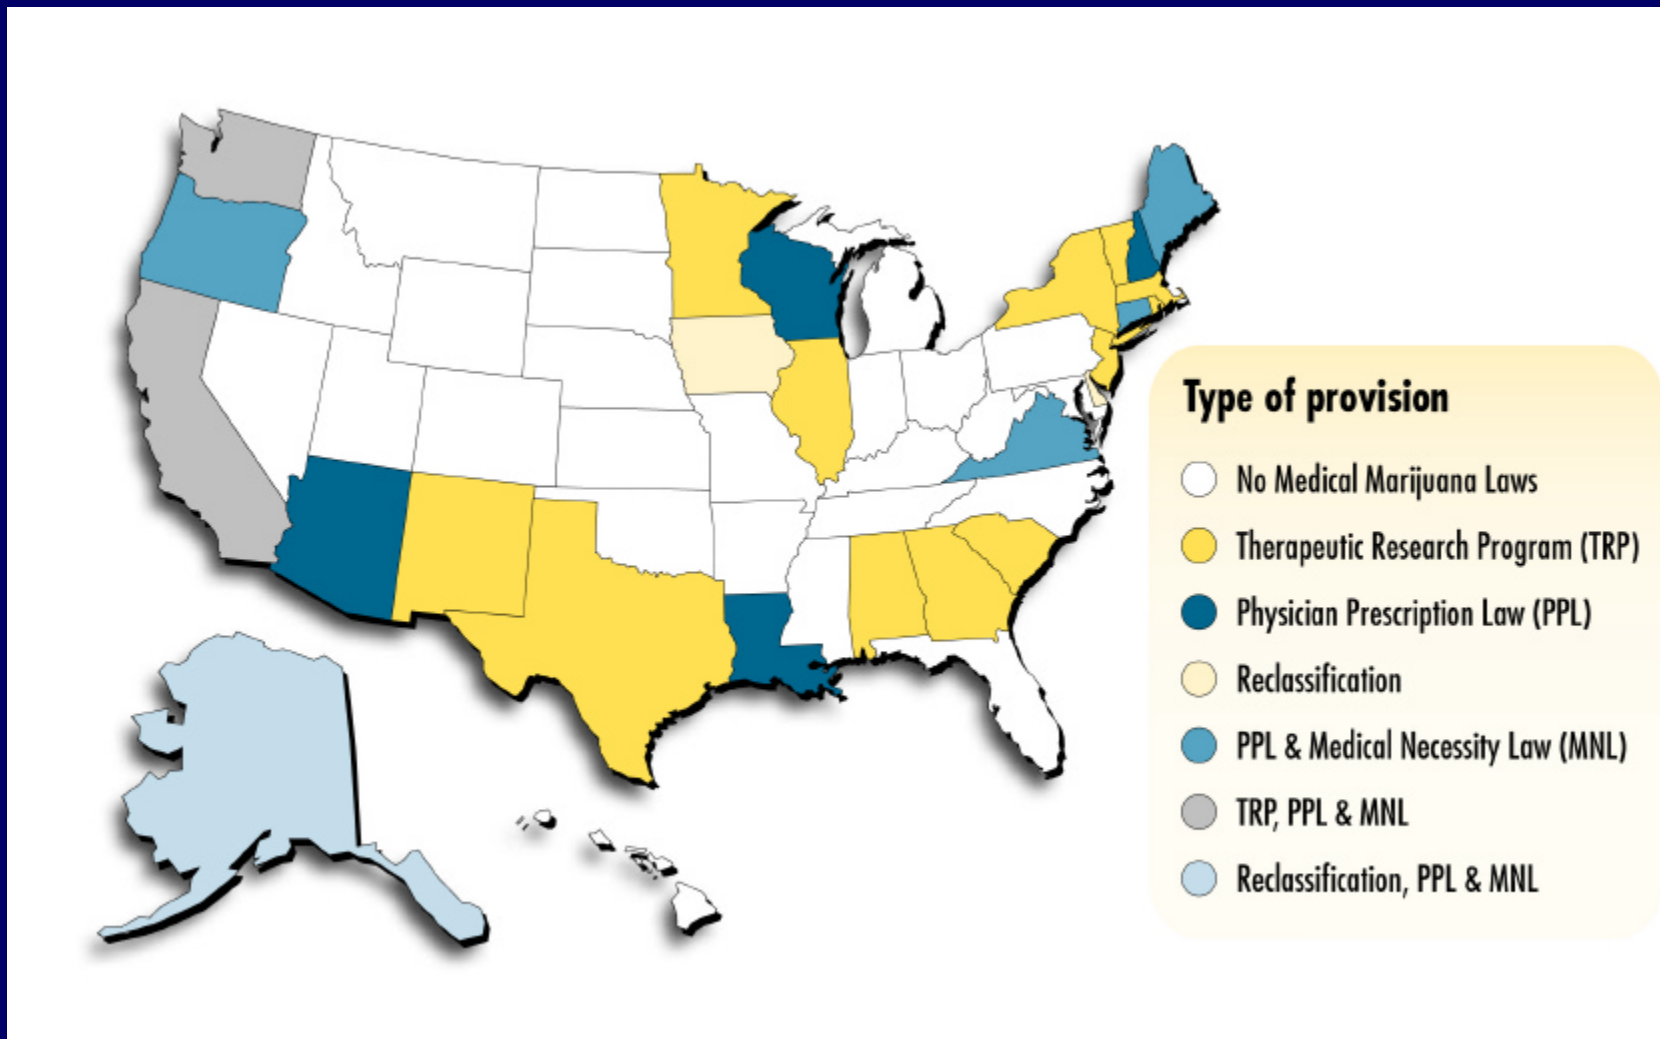 Type of provision
No Medical Marijuana Laws
Therapeutic Research Program (TRP)
Physician Prescription Law (PPL)
Reclassification
PPL & Medical Necessity Law (MNL)
TRP, PPL & MNL
Reclassification, PPL & MNL